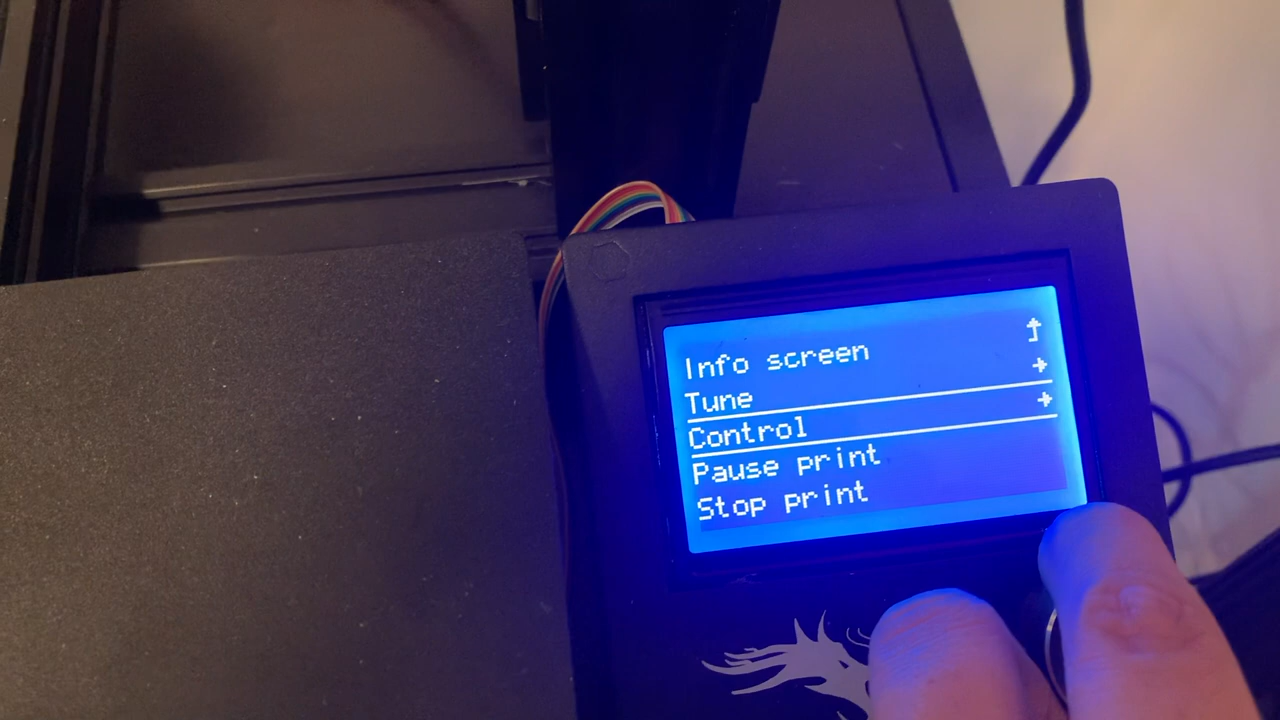 Info screen
Tune
Control
Pause print
Stop print